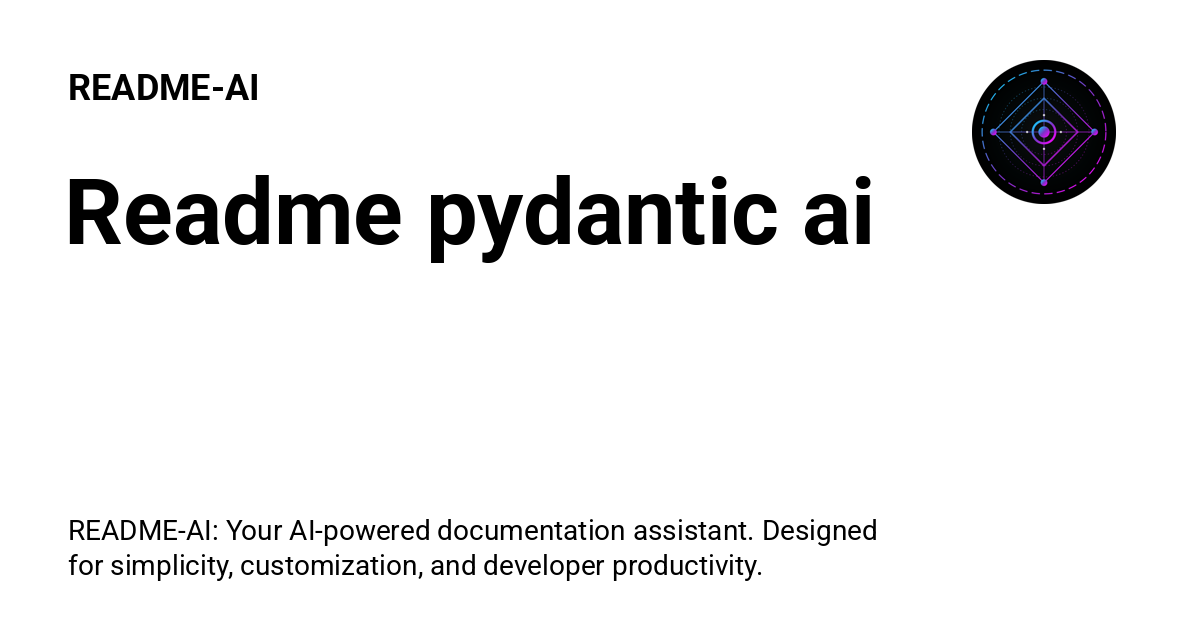 README-AI
Readme pydantic ai
README-AI: Your AI-powered documentation assistant. Designed
for simplicity, customization, and developer productivity.